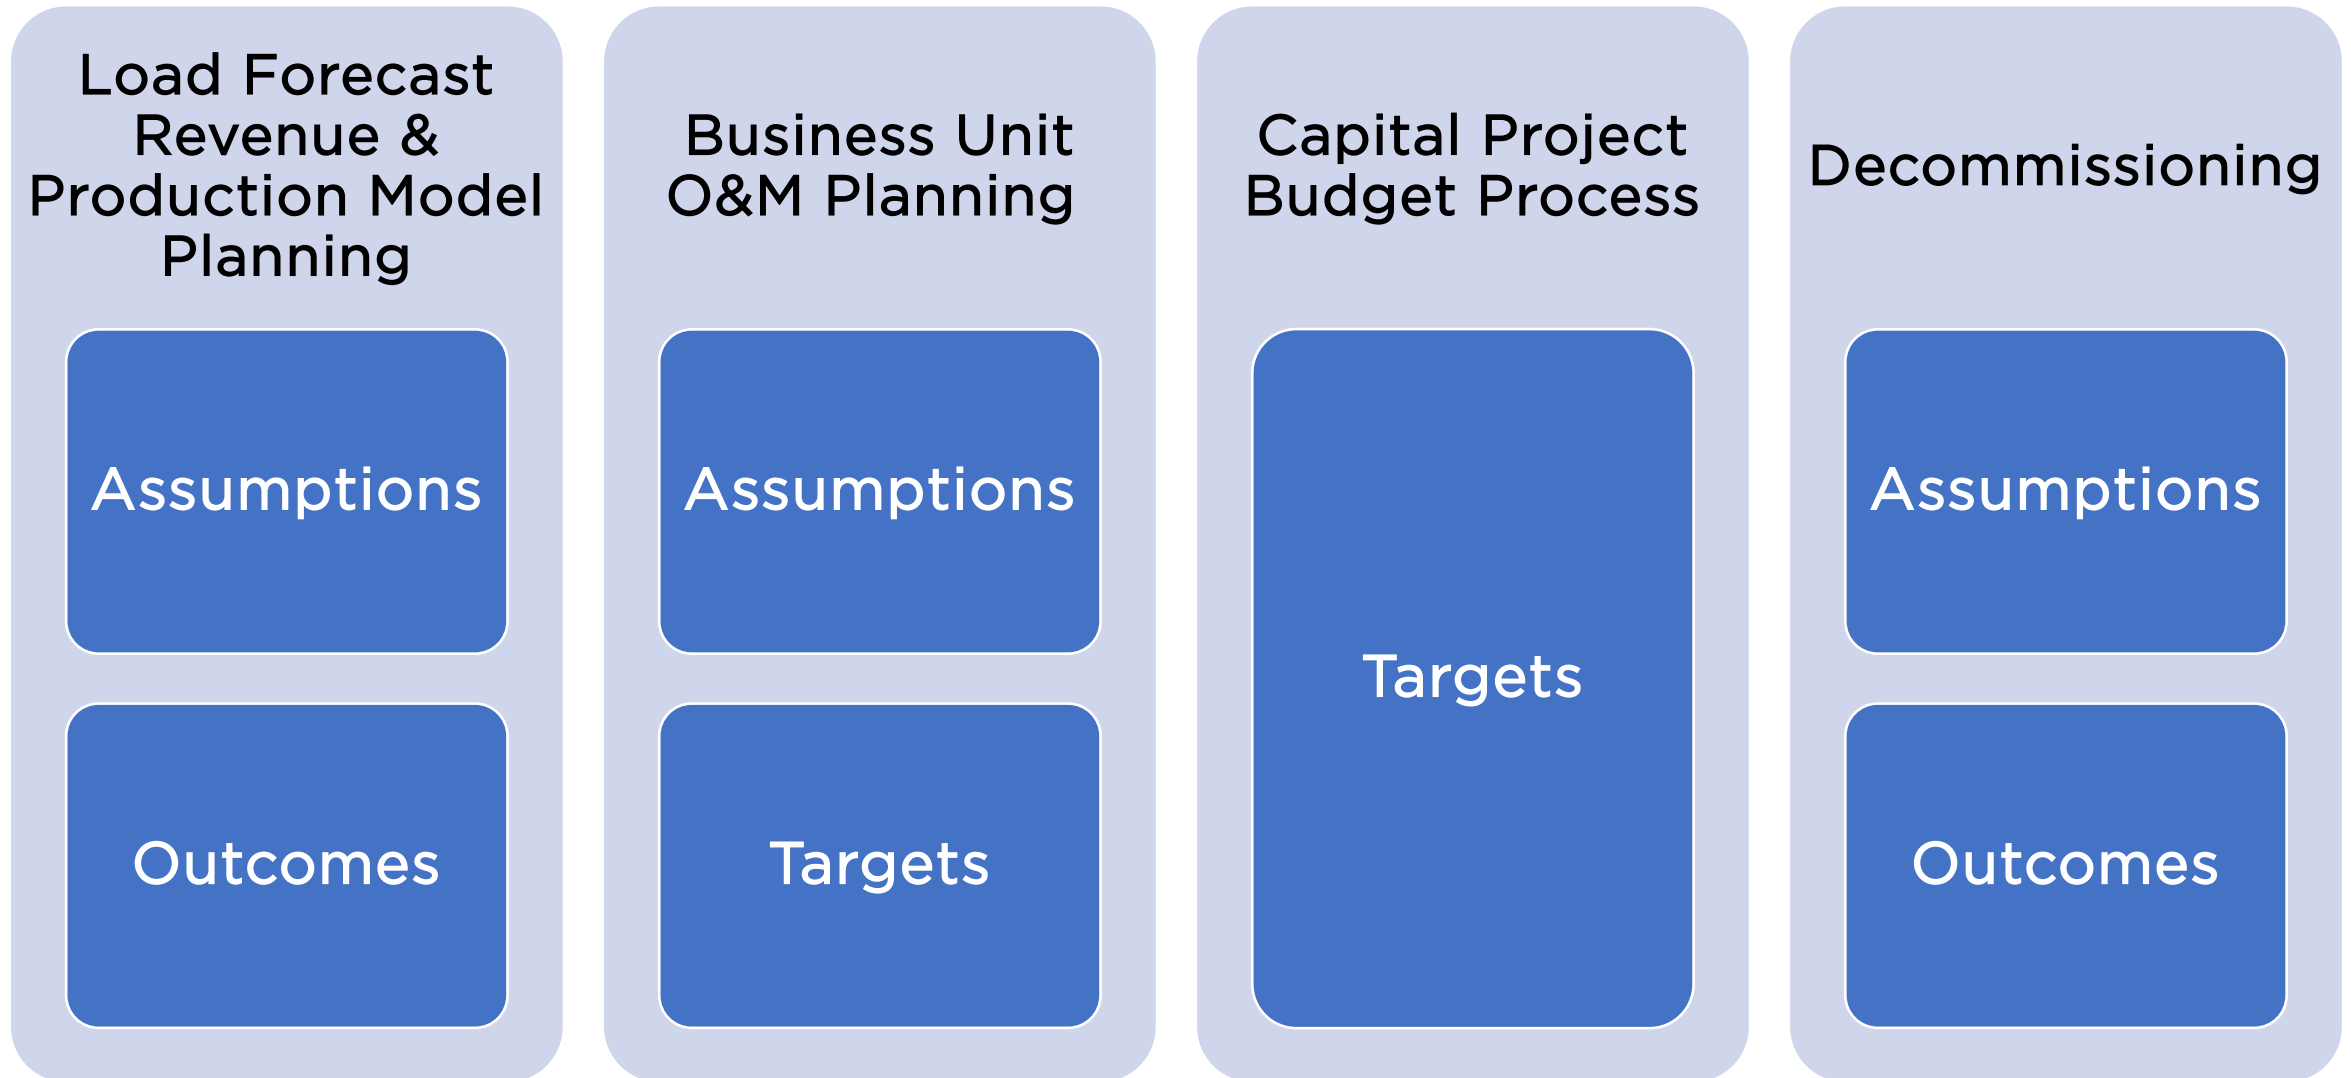 Load Forecast
Revenue &
Production Model
Planning
Assumptions
Outcomes
Business Unit
O&M Planning
Assumptions
Targets
Capital Project
Budget Process
Targets
Decommissioning
Assumptions
Outcomes